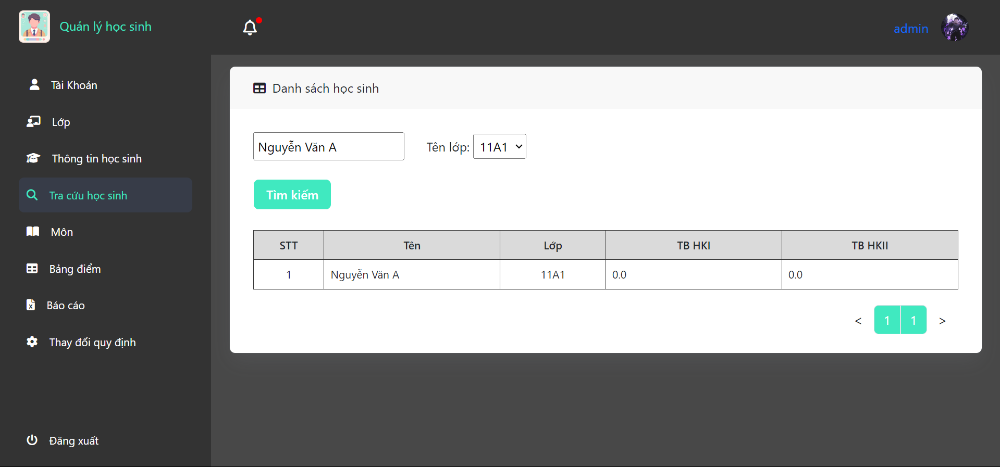 Quản lý học sinh
admin
Tài Khoản
Lớp
Thông tin học sinh
Tra cứu học sinh
Môn
Bảng điểm
Báo cáo
Thay đổi quy định
Đăng xuất
Danh sách học sinh
Nguyễn Văn A Tên lớp: 11A1
Tìm kiếm
STT Tên Lớp TB HKI TB HKII
1 Nguyễn Văn A 11A1 0.0 0.0
< 1 1 >